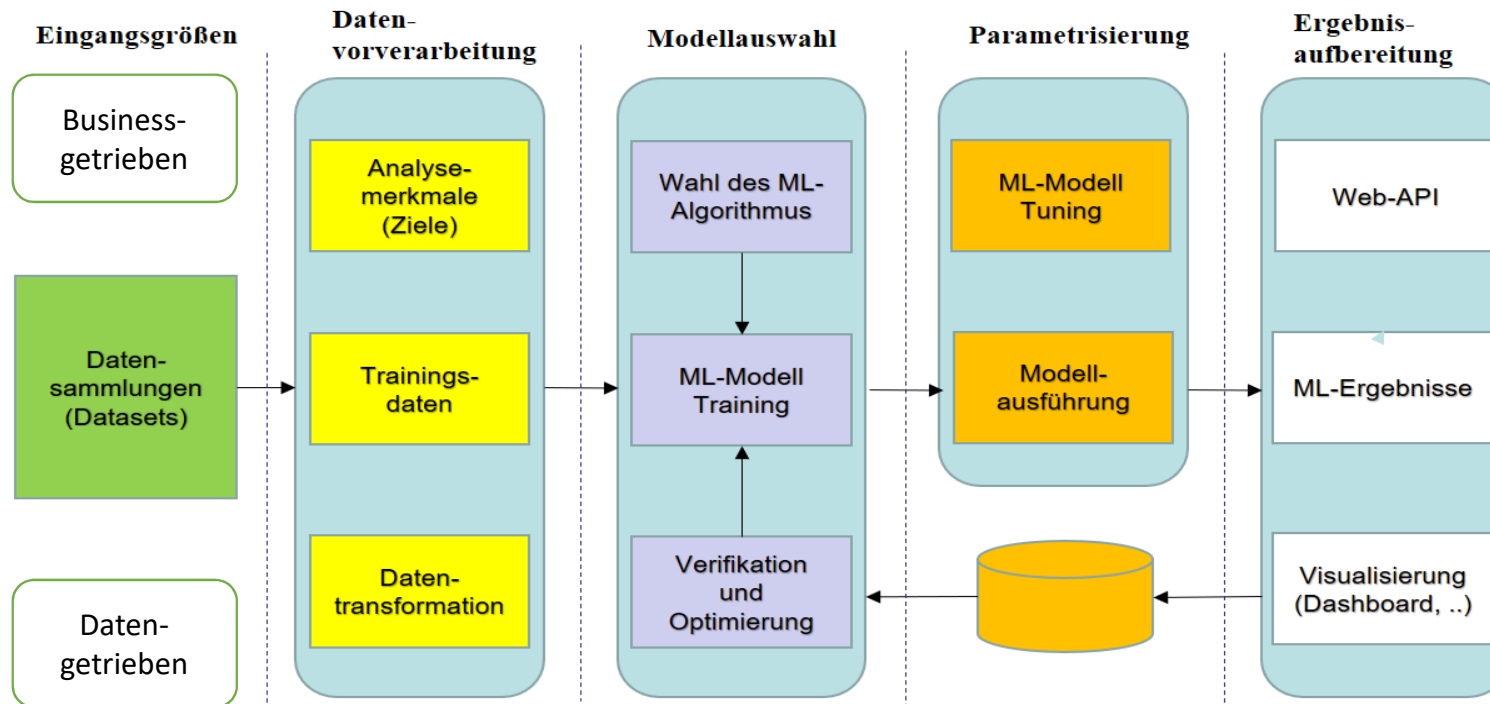 Eingangsgrößen
Daten-
vorverarbeitung
Modellauswahl
Parametrisierung
Ergebnis-
aufbereitung
Business-
getrieben
Daten-
sammlungen
(Datasets)
Daten-
getrieben
Analyse-
merkmale
(Ziele)
Trainings-
daten
Daten-
transformation
Wahl des ML-
Algorithmus
ML-Modell
Training
Verifikation
und
Optimierung
ML-Modell
Tuning
Modell-
ausführung
Web-API
ML-Ergebnisse
Visualisierung
(Dashboard, ..)